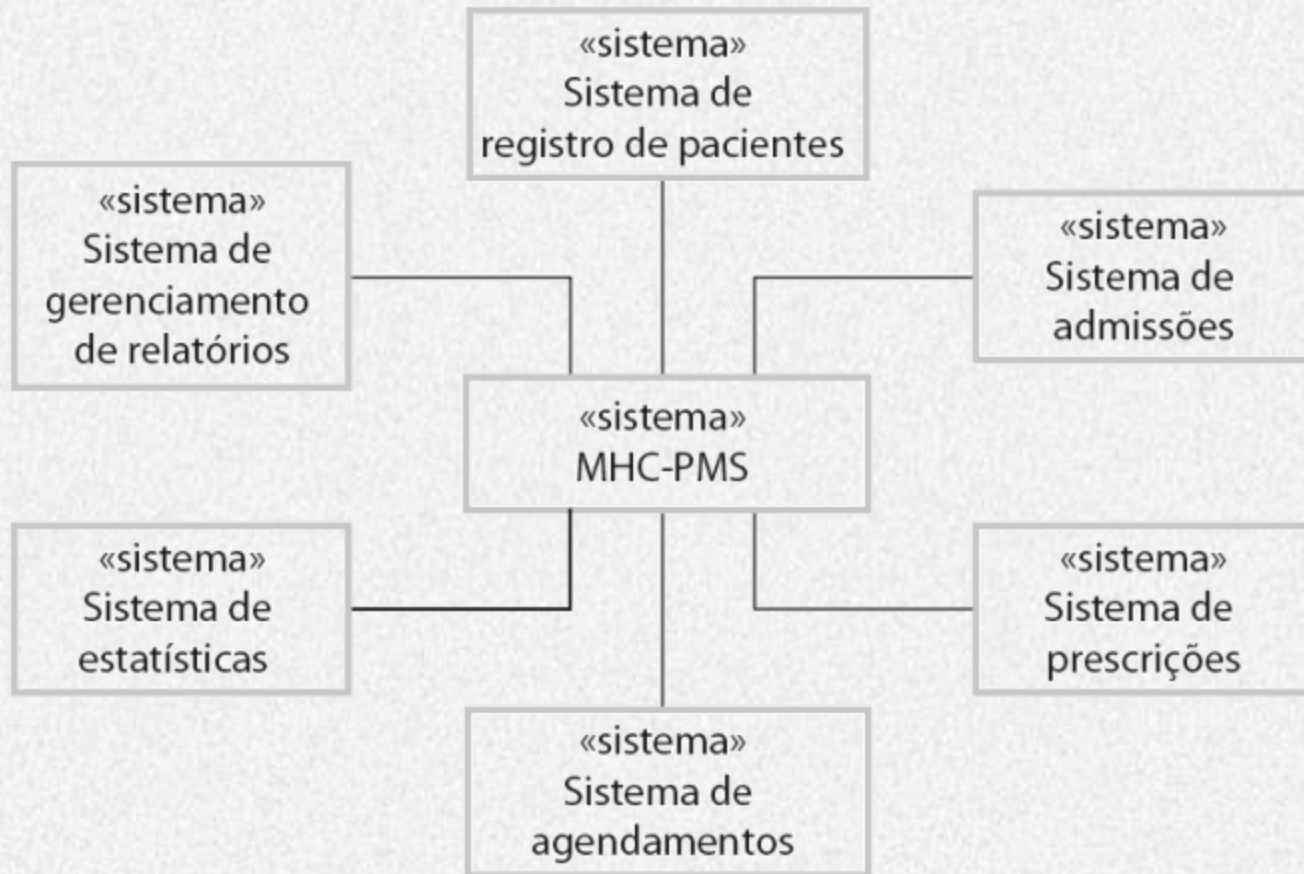 «sistema»
Sistema de
registro de pacientes
«sistema»
Sistema de
gerenciamento
de relatórios
«sistema»
Sistema de
admissões
«sistema»
MHC-PMS
«sistema»
Sistema de
estatísticas
«sistema»
Sistema de
prescrições
«sistema»
Sistema de
agendamentos